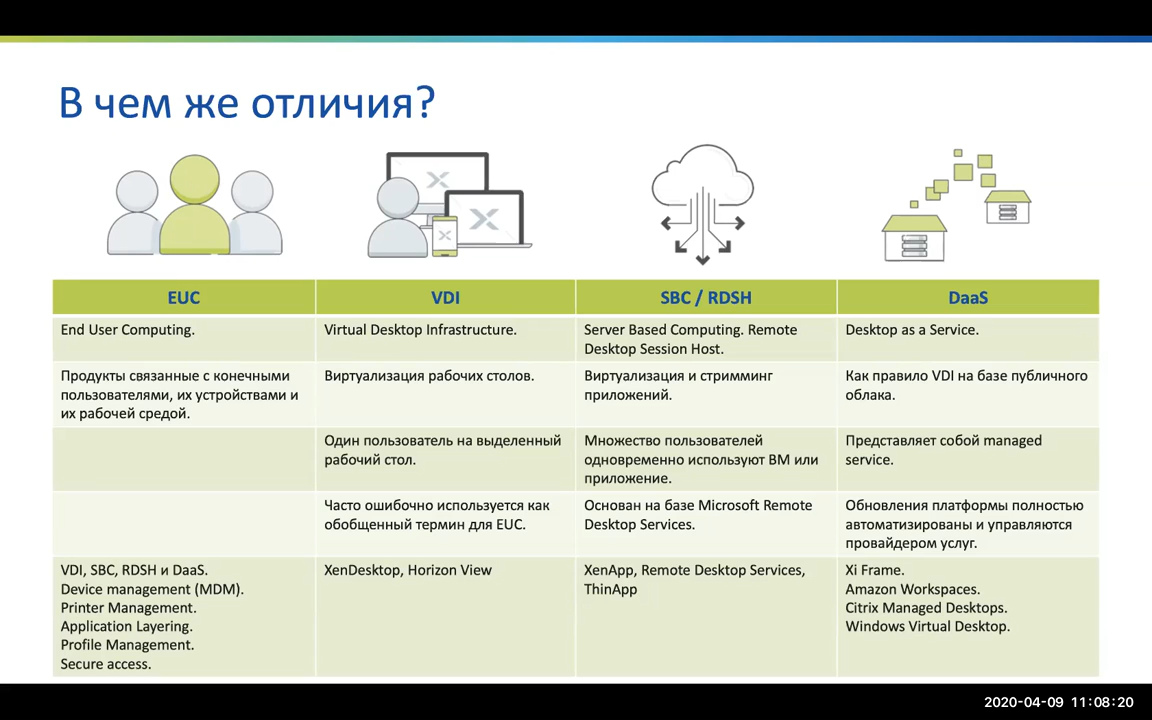 В чем же отличия?
EUC
VDI
SBC / RDSH
DaaS
End User Computing.
Virtual Desktop Infrastructure.
Server Based Computing. Remote
Desktop Session Host.
Desktop as a Service.
Продукты связанные с конечными
пользователями, их устройствами и
их рабочей средой.
Виртуализация рабочих столов.
Виртуализация и стримминг
приложений.
Как правило VDI на базе публичного
облака.
Один пользователь на выделенный
рабочий стол.
Множество пользователей
одновременно используют ВМ или
приложение.
Представляет собой managed
service.
Часто ошибочно используется как
обобщенный термин для EUC.
Основан на базе Microsoft Remote
Desktop Services.
Обновления платформы полностью
автоматизированы и управляются
провайдером услуг.
VDI, SBC, RDSH и DaaS.
Device management (MDM).
Printer Management.
Application Layering.
Profile Management.
Secure access.
XenDesktop, Horizon View
XenApp, Remote Desktop Services,
ThinApp
Xi Frame.
Amazon Workspaces.
Citrix Managed Desktops.
Windows Virtual Desktop.
2020-04-09 11:08:20